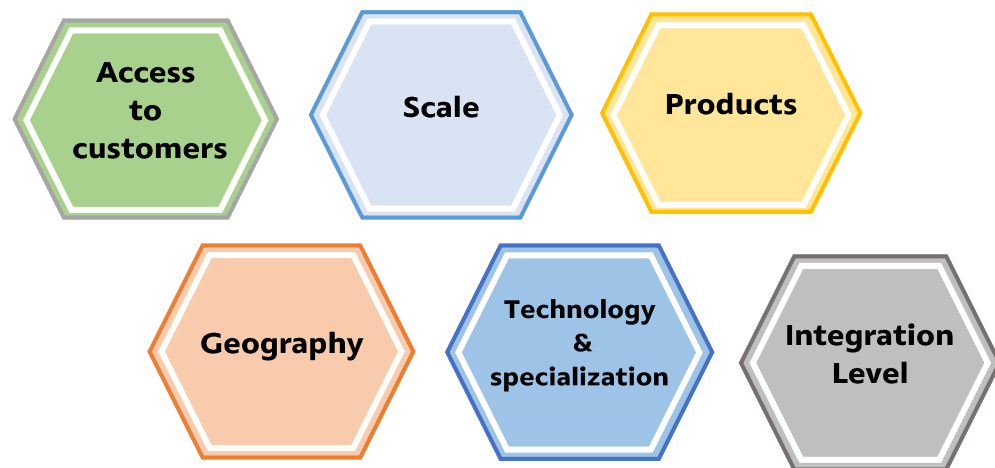 Access
to
customers
Scale
Products
Geography
Technology
&
specialization
Integration
Level